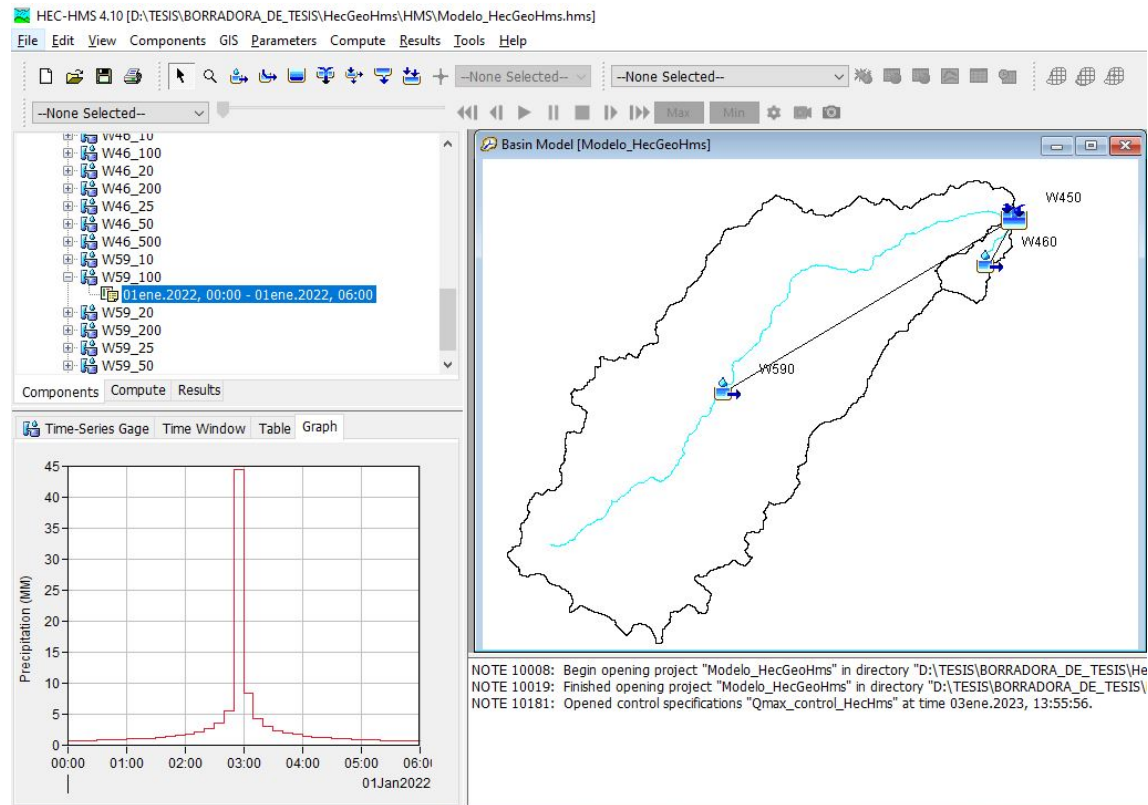 HEC-HMS 4.10 [D:\TESIS\BORRADORA_DE_TESIS\HecGeoHms\HMS\Modelo_HecGeoHms.hms]
File Edit View Components GIS Parameters Compute Results Tools Help
--None Selected-- --None Selected--
--None Selected-- Max Min
W46_10
W46_100
W46_20
W46_200
W46_25
W46_50
W46_500
W59_10
W59_100
01ene.2022, 00:00 - 01ene.2022, 06:00
W59_20
W59_200
W59_25
W59_50
Components Compute Results
Time-Series Gage Time Window Table Graph
45
40
35
30
25
20
15
10
5
0
Precipitation (MM)
00:00 01:00 02:00 03:00 04:00 05:00 06:0
01Jan2022
Basin Model [Modelo_HecGeoHms]
W450
W460
W590
NOTE 10008: Begin opening project "Modelo_HecGeoHms" in directory "D:\TESIS\BORRADORA_DE_TESIS\He
NOTE 10019: Finished opening project "Modelo_HecGeoHms" in directory "D:\TESIS\BORRADORA_DE_TESIS\
NOTE 10181: Opened control specifications "Qmax_control_HecHms" at time 03ene.2023, 13:55:56.